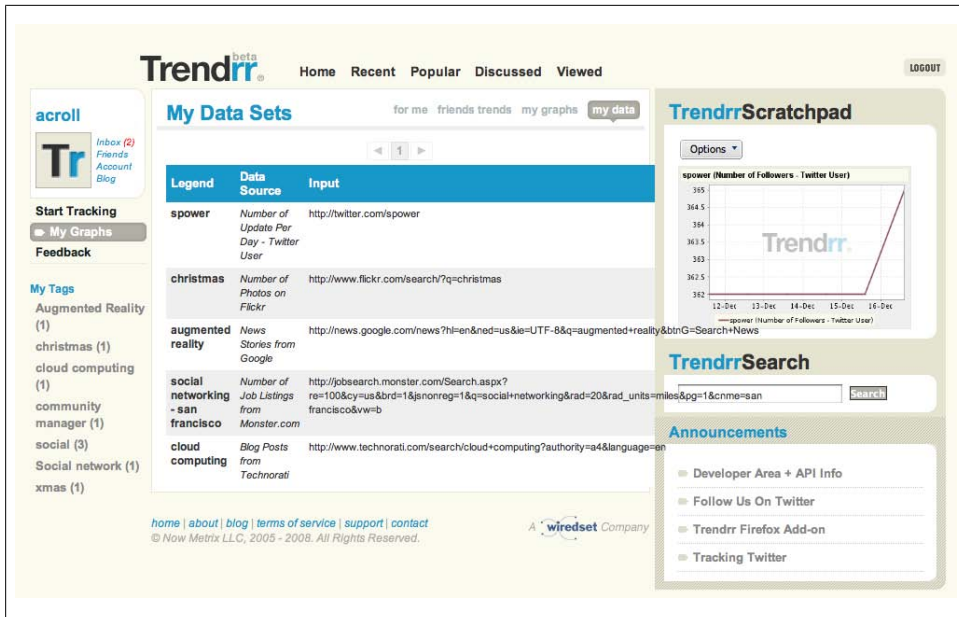 Trendrr beta
Home Recent Popular Discussed Viewed
LOGOUT
acroll
Tr
Inbox (2)
Friends
Account
Blog
Start Tracking
My Graphs
Feedback
My Tags
Augmented Reality
(1)
christmas (1)
cloud computing
(1)
community
manager (1)
social (3)
Social network (1)
xmas (1)
My Data Sets
for me friends trends my graphs my data
1
Legend Data Source Input
spower Number of Update Per Day - Twitter User http://twitter.com/spower
christmas Number of Photos on Flickr http://www.flickr.com/search/?q=christmas
augmented reality News Stories from Google http://news.google.com/news?hl=en&ned=us&ie=UTF-8&q=augmented+reality&btnG=Search+News
social networking - san francisco Number of Job Listings from Monster.com http://jobsearch.monster.com/Search.aspx?
re=100&cy=us&brd=1&jsnonreg=1&q=social+networking&rad=20&rad_units=miles&pg=1&cnme=san
francisco&vw=b
cloud computing Blog Posts from Technorati http://www.technorati.com/search/cloud+computing?authority=a4&language=en
home | about | blog | terms of service | support | contact
© Now Metrix LLC, 2005 - 2008. All Rights Reserved.
A wiredset Company
TrendrrScratchpad
Options
spower (Number of Followers - Twitter User)
365
364.5
364
363.5
363
362.5
362
Trendrr
12-Dec 13-Dec 14-Dec 15-Dec 16-Dec
spower (Number of Followers - Twitter User)
TrendrrSearch
Search
Announcements
Developer Area + API Info
Follow Us On Twitter
Trendrr Firefox Add-on
Tracking Twitter